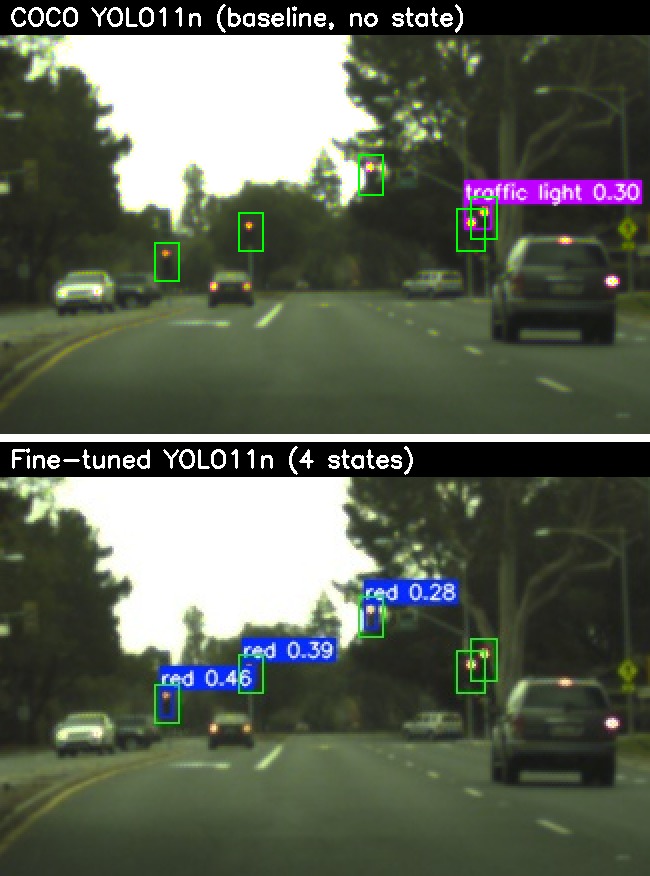 COCO YOLO11n (baseline, no state)
traffic light 0.30
Fine-tuned YOLO11n (4 states)
red 0.28
red 0.39
red 0.46